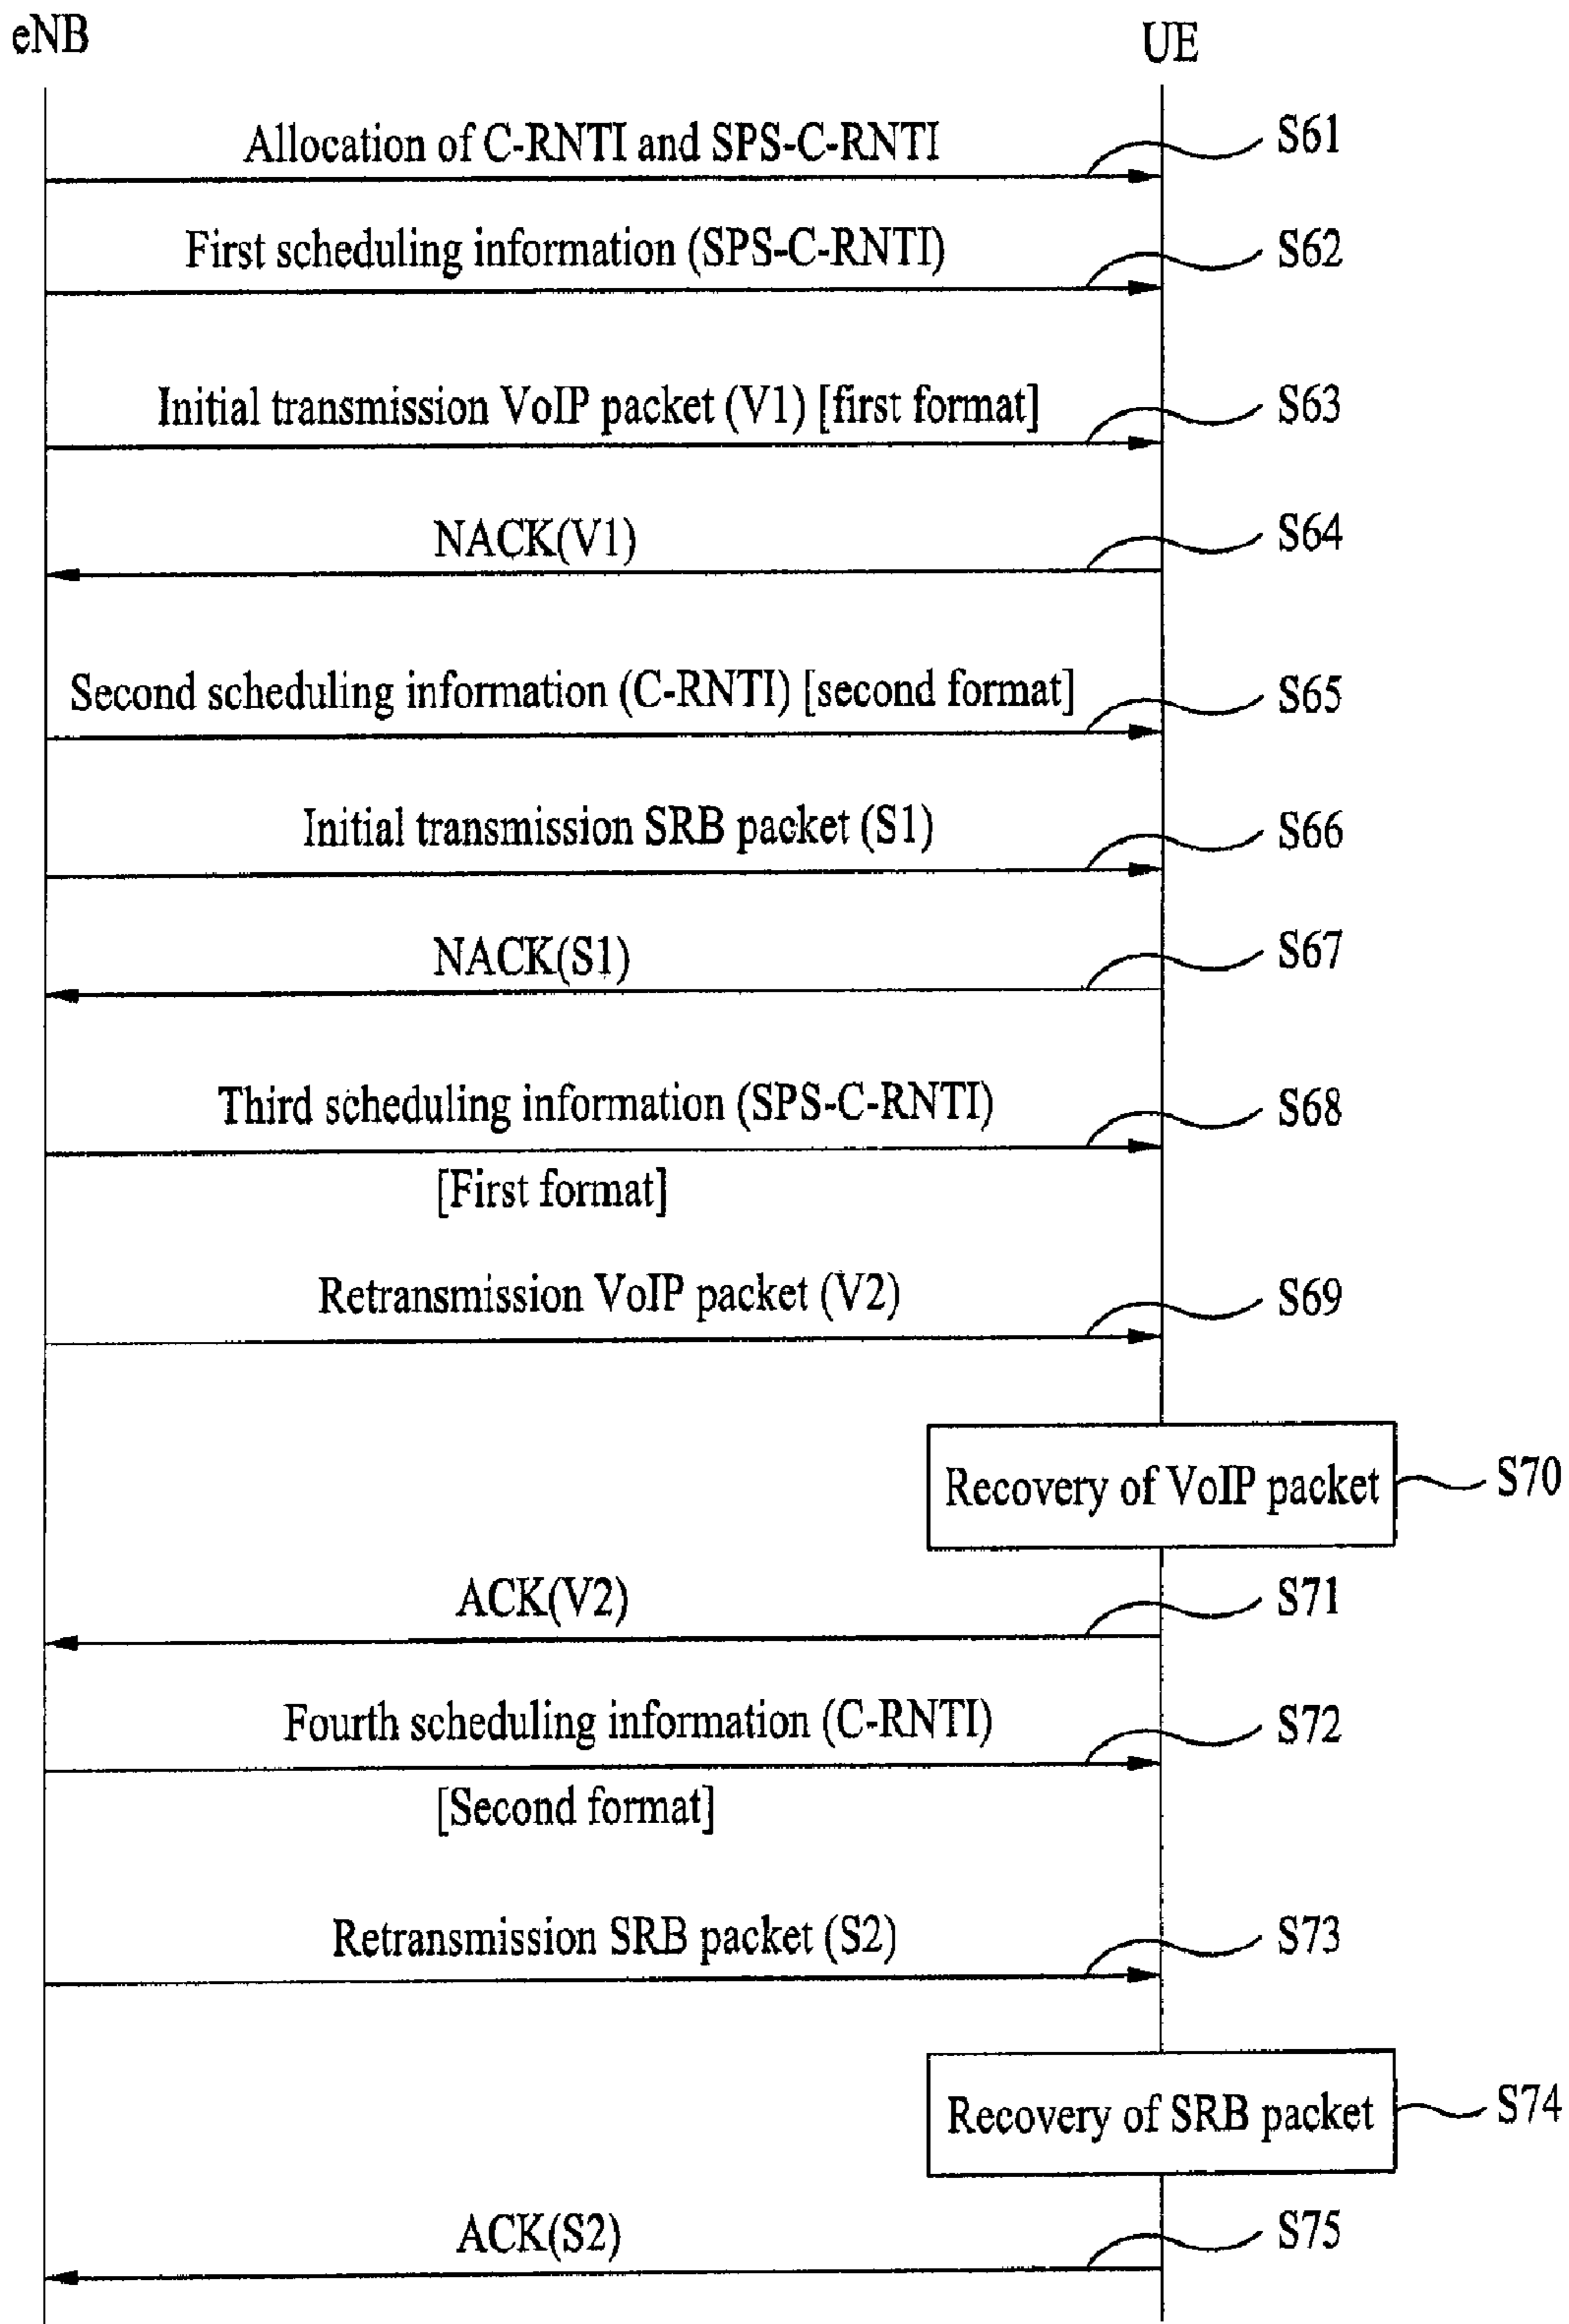 eNB
UE
Allocation of C-RNTI and SPS-C-RNTI
S61
First scheduling information (SPS-C-RNTI)
S62
Initial transmission VoIP packet (V1) [first format]
S63
NACK(V1)
S64
Second scheduling information (C-RNTI) [second format]
S65
Initial transmission SRB packet (S1)
S66
NACK(S1)
S67
Third scheduling information (SPS-C-RNTI)
S68
[First format]
Retransmission VoIP packet (V2)
S69
Recovery of VoIP packet
S70
ACK(V2)
S71
Fourth scheduling information (C-RNTI)
S72
[Second format]
Retransmission SRB packet (S2)
S73
Recovery of SRB packet
S74
ACK(S2)
S75